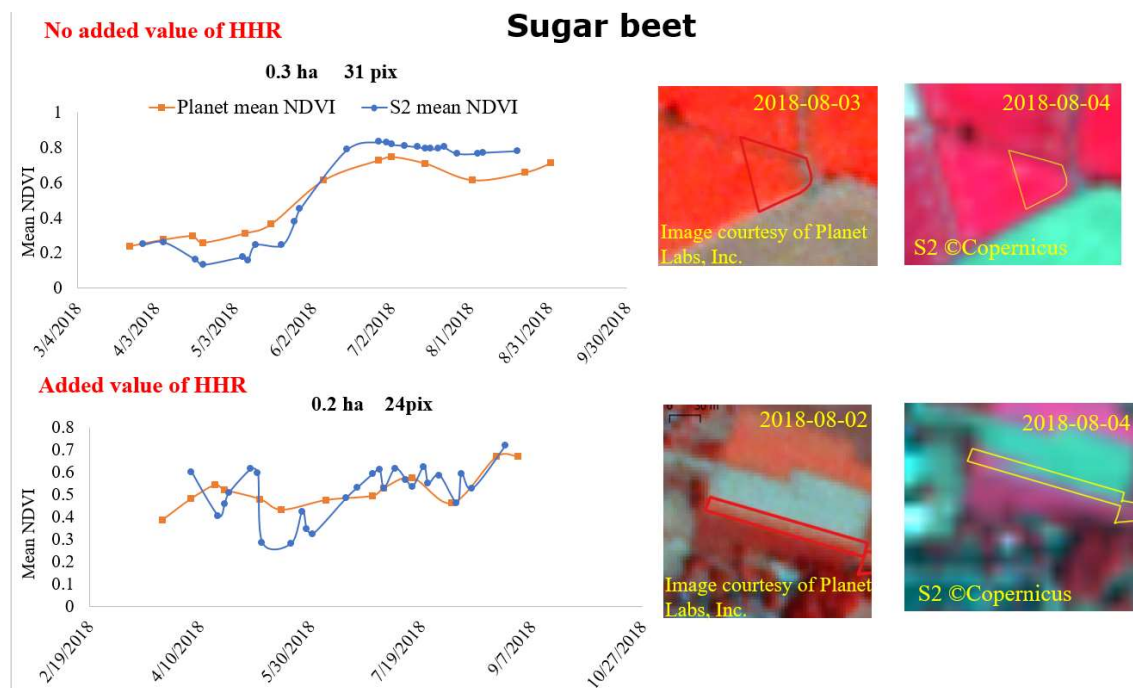 Sugar beet
No added value of HHR
0.3 ha 31 pix
Planet mean NDVI
S2 mean NDVI
Mean NDVI
1
0.8
0.6
0.4
0.2
0
3/4/2018
4/3/2018
5/3/2018
6/2/2018
7/2/2018
8/1/2018
8/31/2018
9/30/2018
2018-08-03
Image courtesy of Planet
Labs, Inc.
2018-08-04
S2 ©Copernicus
Added value of HHR
0.2 ha 24pix
Mean NDVI
0.8
0.7
0.6
0.5
0.4
0.3
0.2
0.1
0
2/19/2018
4/10/2018
5/30/2018
7/19/2018
9/7/2018
10/27/2018
2018-08-02
Image courtesy of Planet
Labs, Inc.
2018-08-04
S2 ©Copernicus